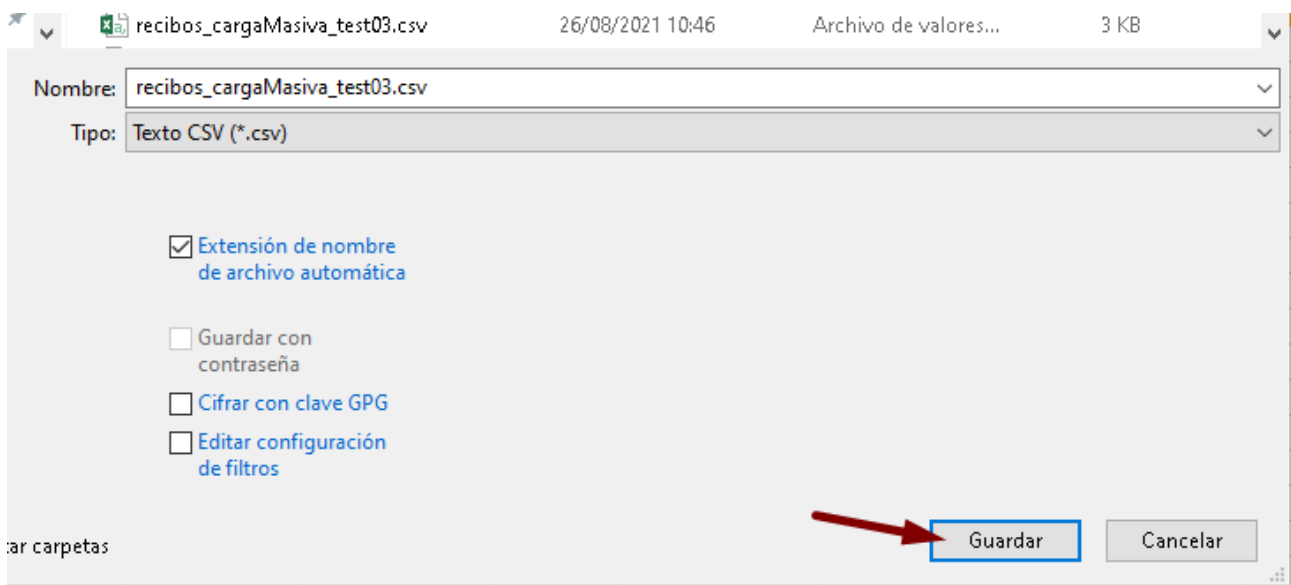 recibos_cargaMasiva_test03.csv 26/08/2021 10:46 Archivo de valores... 3 KB
Nombre: recibos_cargaMasiva_test03.csv
Tipo: Texto CSV (*.csv)
Extensión de nombre
de archivo automática
Guardar con
contraseña
Cifrar con clave GPG
Editar configuración
de filtros
tar carpetas Guardar Cancelar